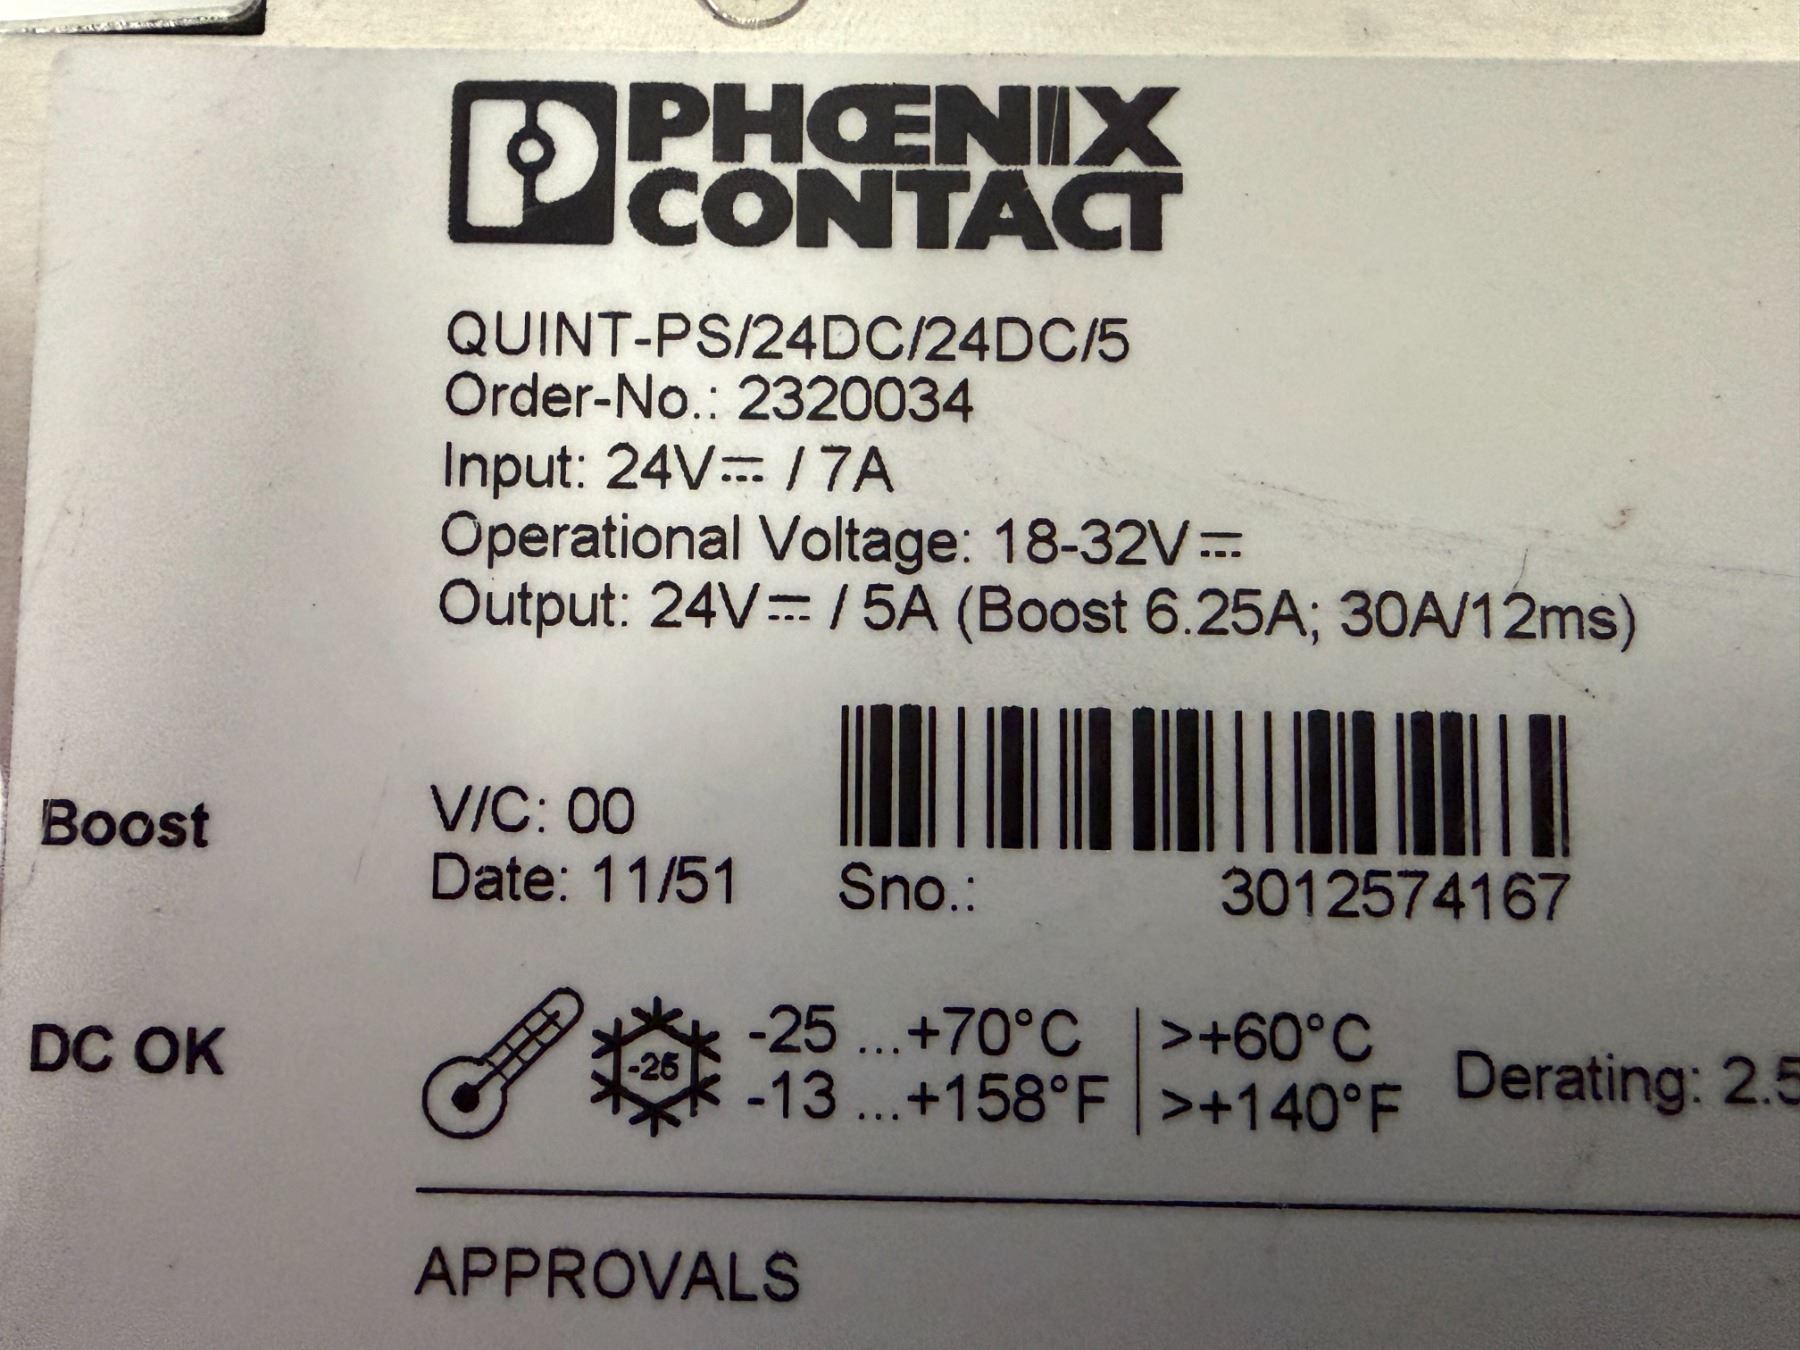 PHOENIX
CONTACT
QUINT-PS/24DC/24DC/5
Order-No.: 2320034
Input: 24V⎓ / 7A
Operational Voltage: 18-32V⎓
Output: 24V⎓ / 5A (Boost 6.25A; 30A/12ms)
Boost
V/C: 00
Date: 11/51
Sno.: 3012574167
DC OK
-25
-25 ...+70°C
>+60°C
-13 ...+158°F
>+140°F
Derating: 2.5
APPROVALS